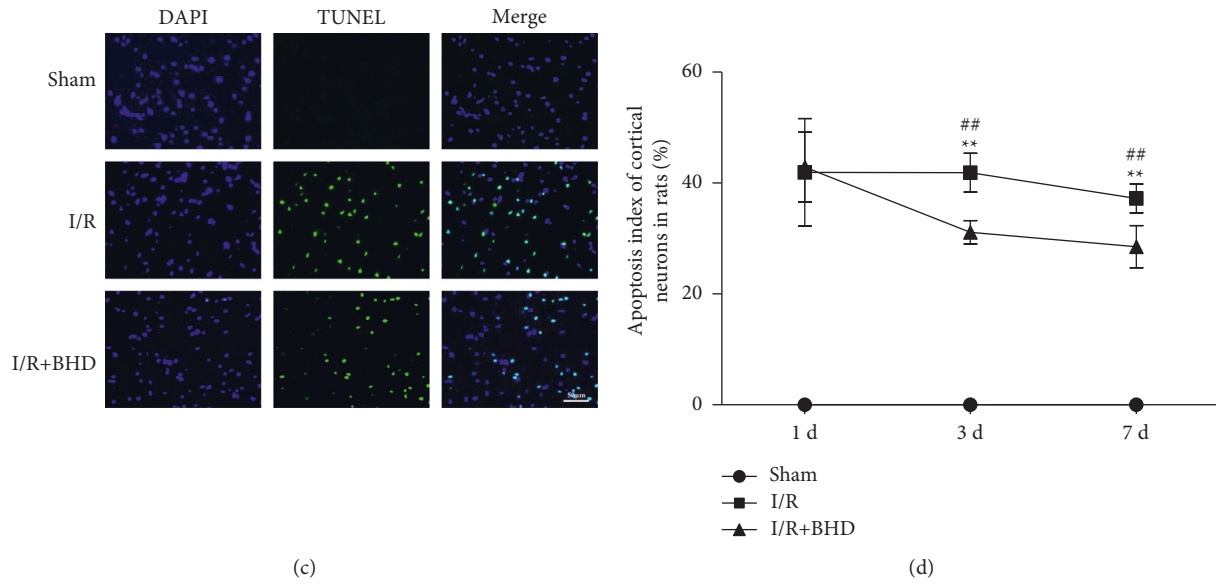 DAPI
TUNEL
Merge
Sham
I/R
I/R+BHD
50um
(c)
Apoptosis index of cortical
neurons in rats (%)
60
40
20
0
##
**
##
**
1 d
3 d
7 d
Sham
I/R
I/R+BHD
(d)